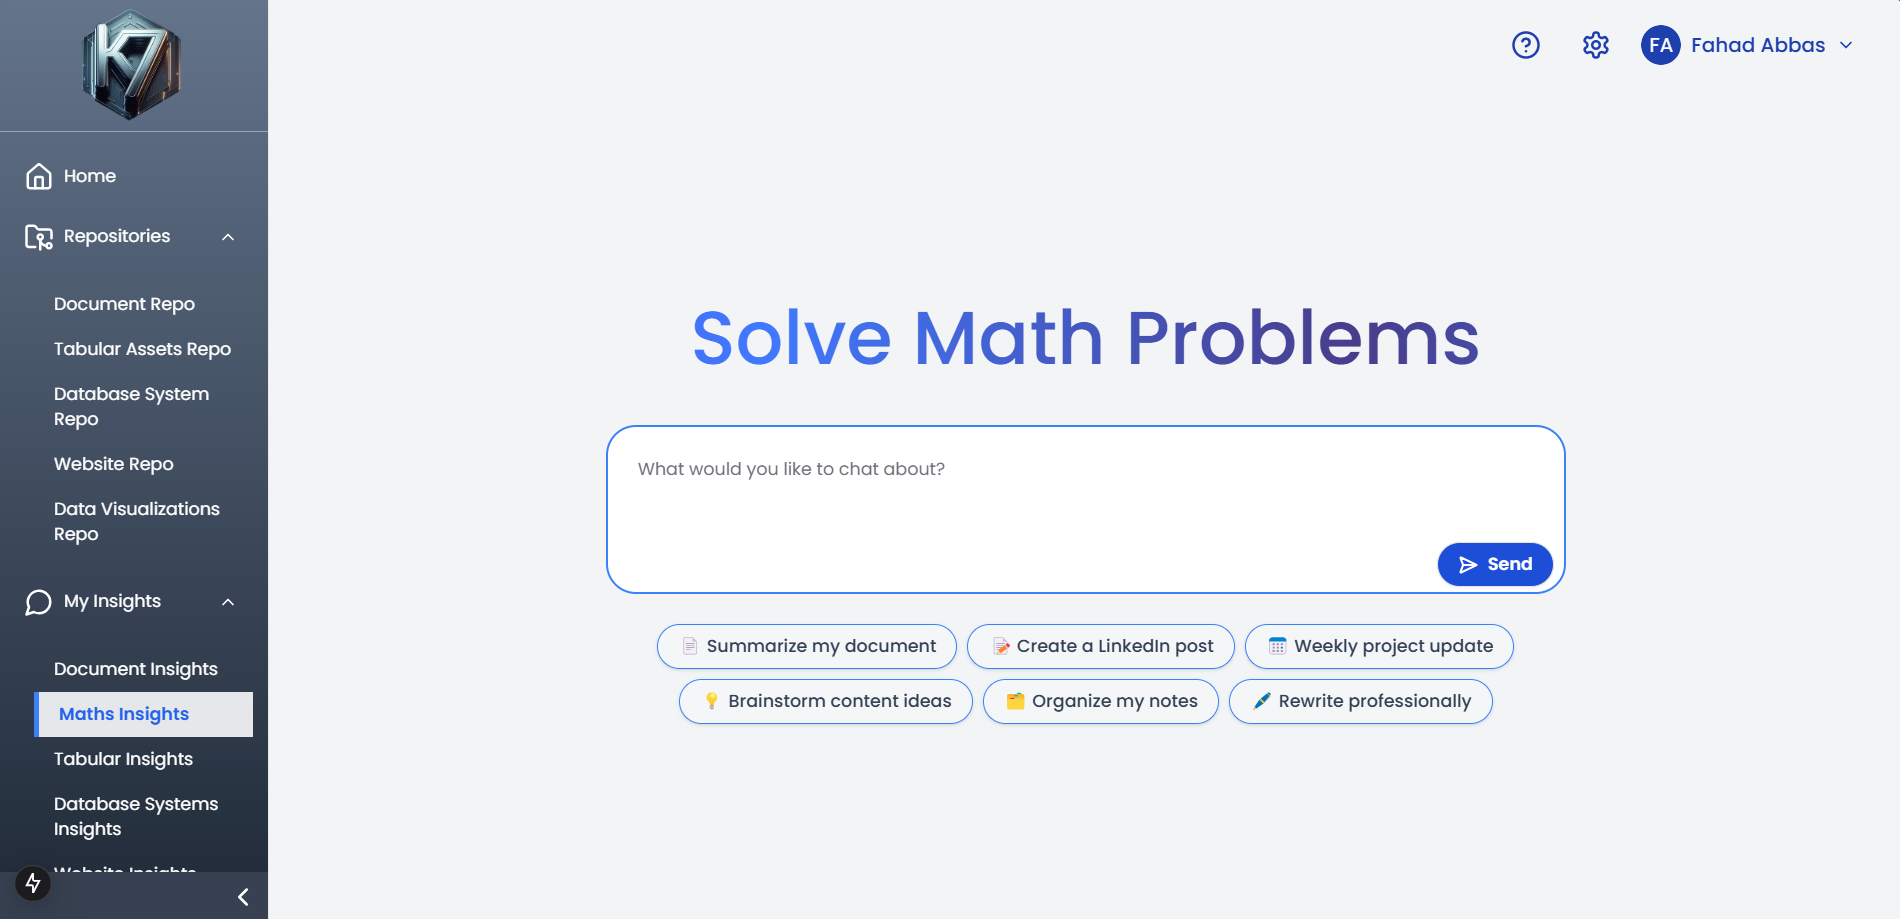 K7
Home
Repositories
Document Repo
Tabular Assets Repo
Database System
Repo
Website Repo
Data Visualizations
Repo
My Insights
Document Insights
Maths Insights
Tabular Insights
Database Systems
Insights
Website Insights
FA Fahad Abbas
Solve Math Problems
What would you like to chat about?
Send
Summarize my document
Create a LinkedIn post
Weekly project update
Brainstorm content ideas
Organize my notes
Rewrite professionally